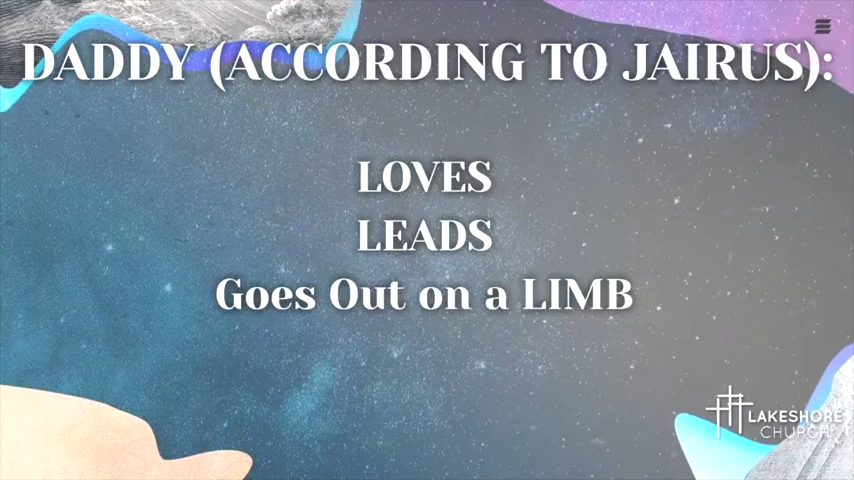 DADDY (ACCORDING TO JAIRUS):
LOVES
LEADS
Goes Out on a LIMB
LAKESHORE
CHURCH